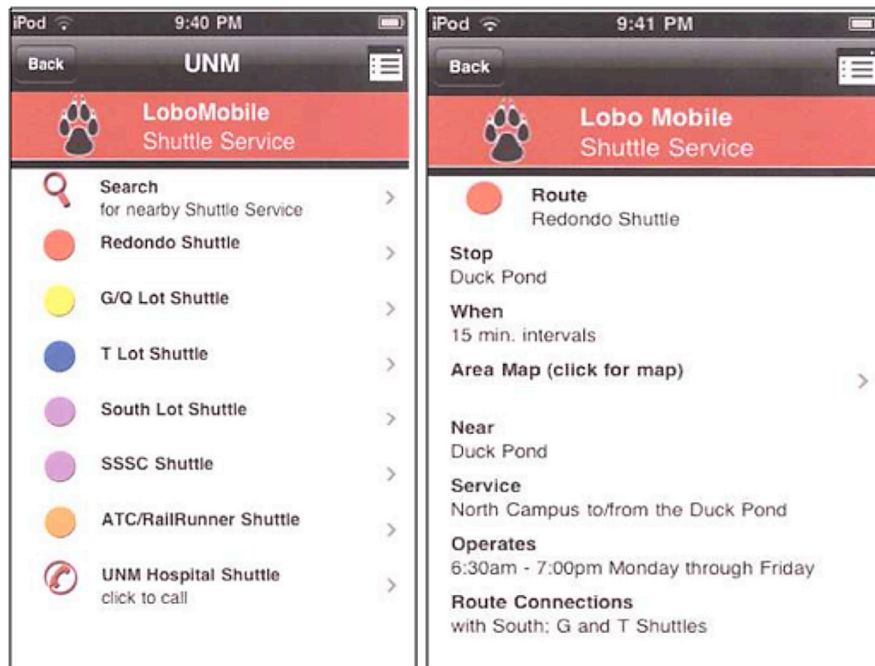 iPod 9:40 PM
Back UNM
LoboMobile
Shuttle Service
Search
for nearby Shuttle Service
Redondo Shuttle
G/Q Lot Shuttle
T Lot Shuttle
South Lot Shuttle
SSSC Shuttle
ATC/RailRunner Shuttle
UNM Hospital Shuttle
click to call
iPod 9:41 PM
Back
Lobo Mobile
Shuttle Service
Route
Redondo Shuttle
Stop
Duck Pond
When
15 min. intervals
Area Map (click for map)
Near
Duck Pond
Service
North Campus to/from the Duck Pond
Operates
6:30am - 7:00pm Monday through Friday
Route Connections
with South; G and T Shuttles